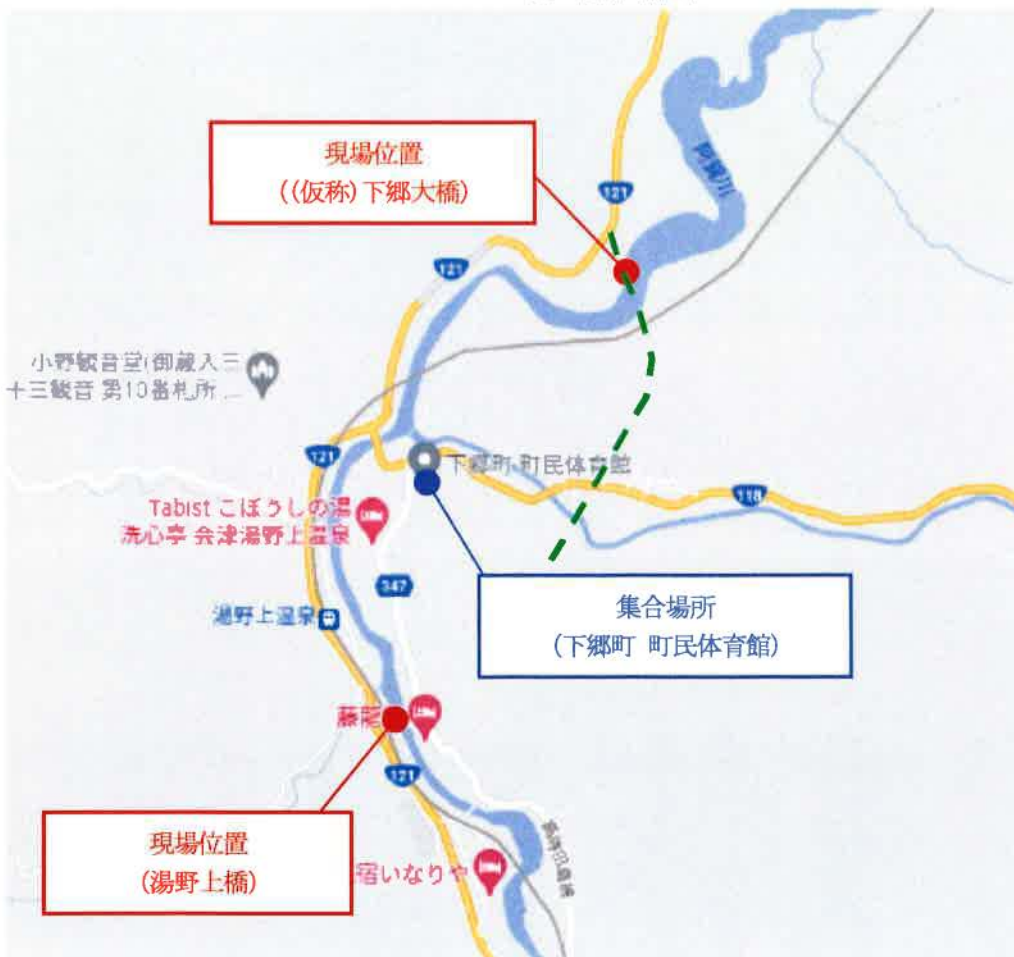 現場位置
((仮称)下郷大橋)
121
阿賀川
121
小野観音堂(御蔵入三
十三観音 第10番札所 ...
121
下郷町 町民体育館
118
Tabist こぼうしの湯
洗心亭 会津湯野上温泉
347
集合場所
(下郷町 町民体育館)
湯野上温泉
藤龍
121
現場位置
(湯野上橋)
宿いなりや